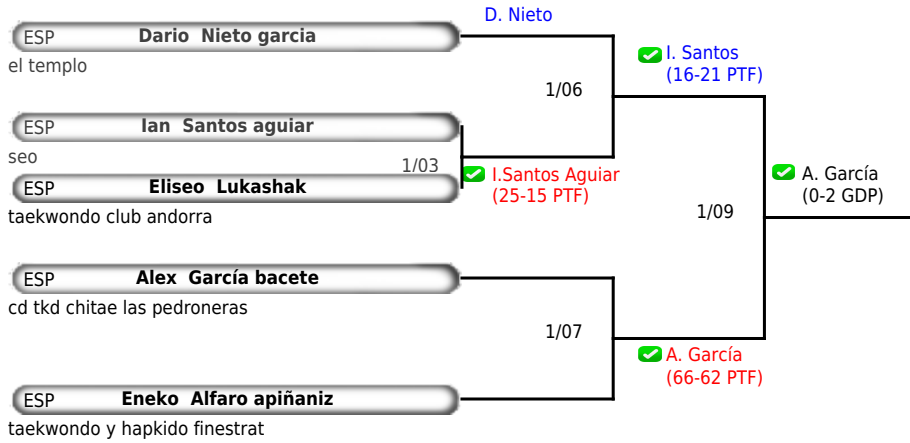 D. Nieto
ESP Dario Nieto garcia
el templo
I. Santos
(16-21 PTF)
1/06
ESP Ian Santos aguiar
seo
1/03
I.Santos Aguiar
(25-15 PTF)
ESP Eliseo Lukashak
taekwondo club andorra
A. García
(0-2 GDP)
1/09
ESP Alex García bacete
cd tkd chitae las pedroneras
1/07
A. García
(66-62 PTF)
ESP Eneko Alfaro apiñaniz
taekwondo y hapkido finestrat